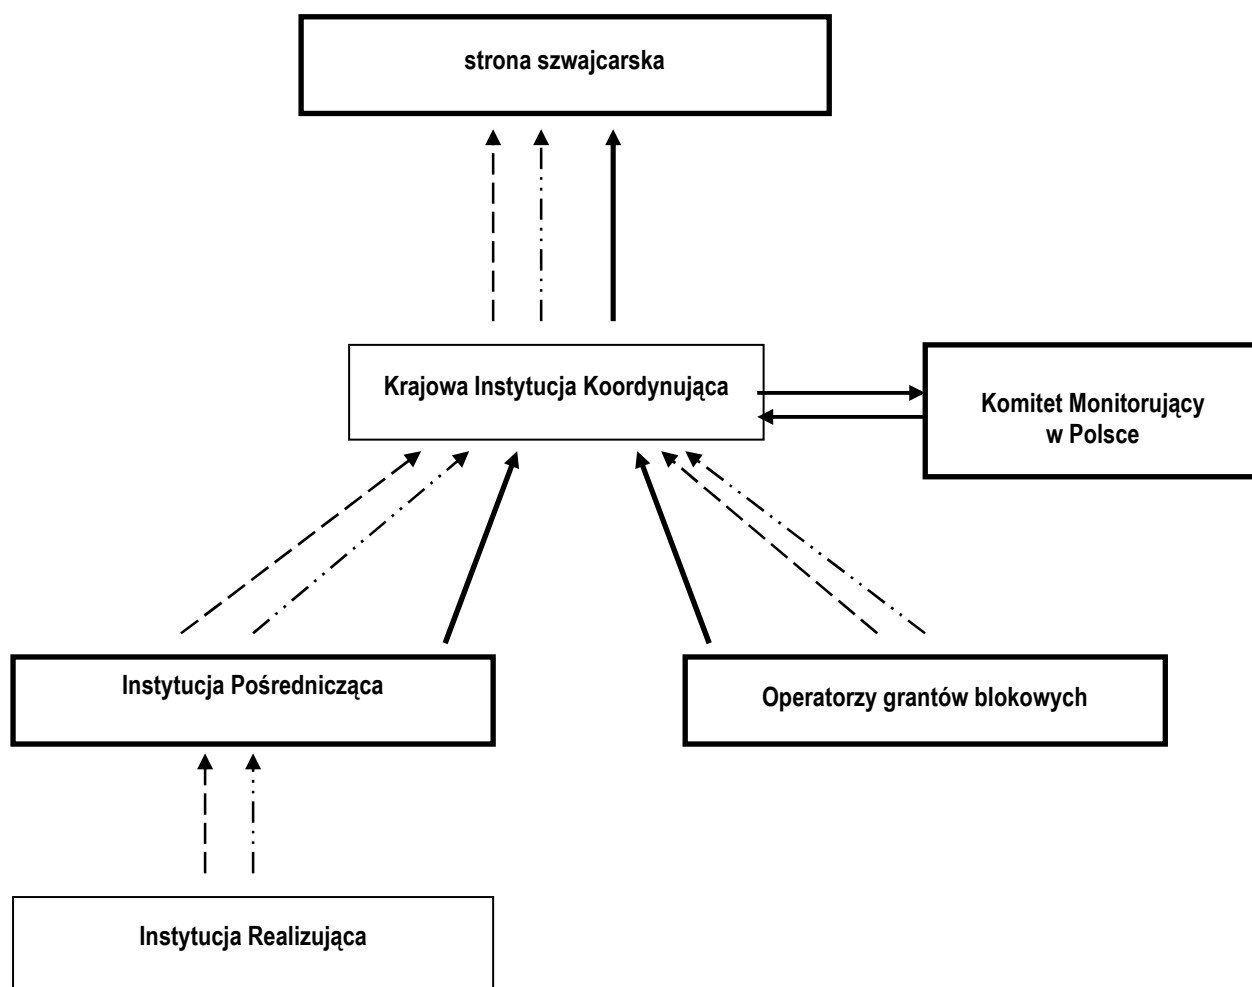 strona szwajcarska
Krajowa Instytucja Koordynująca
Komitet Monitorujący
w Polsce
Instytucja Pośrednicząca
Operatorzy grantów blokowych
Instytucja Realizująca